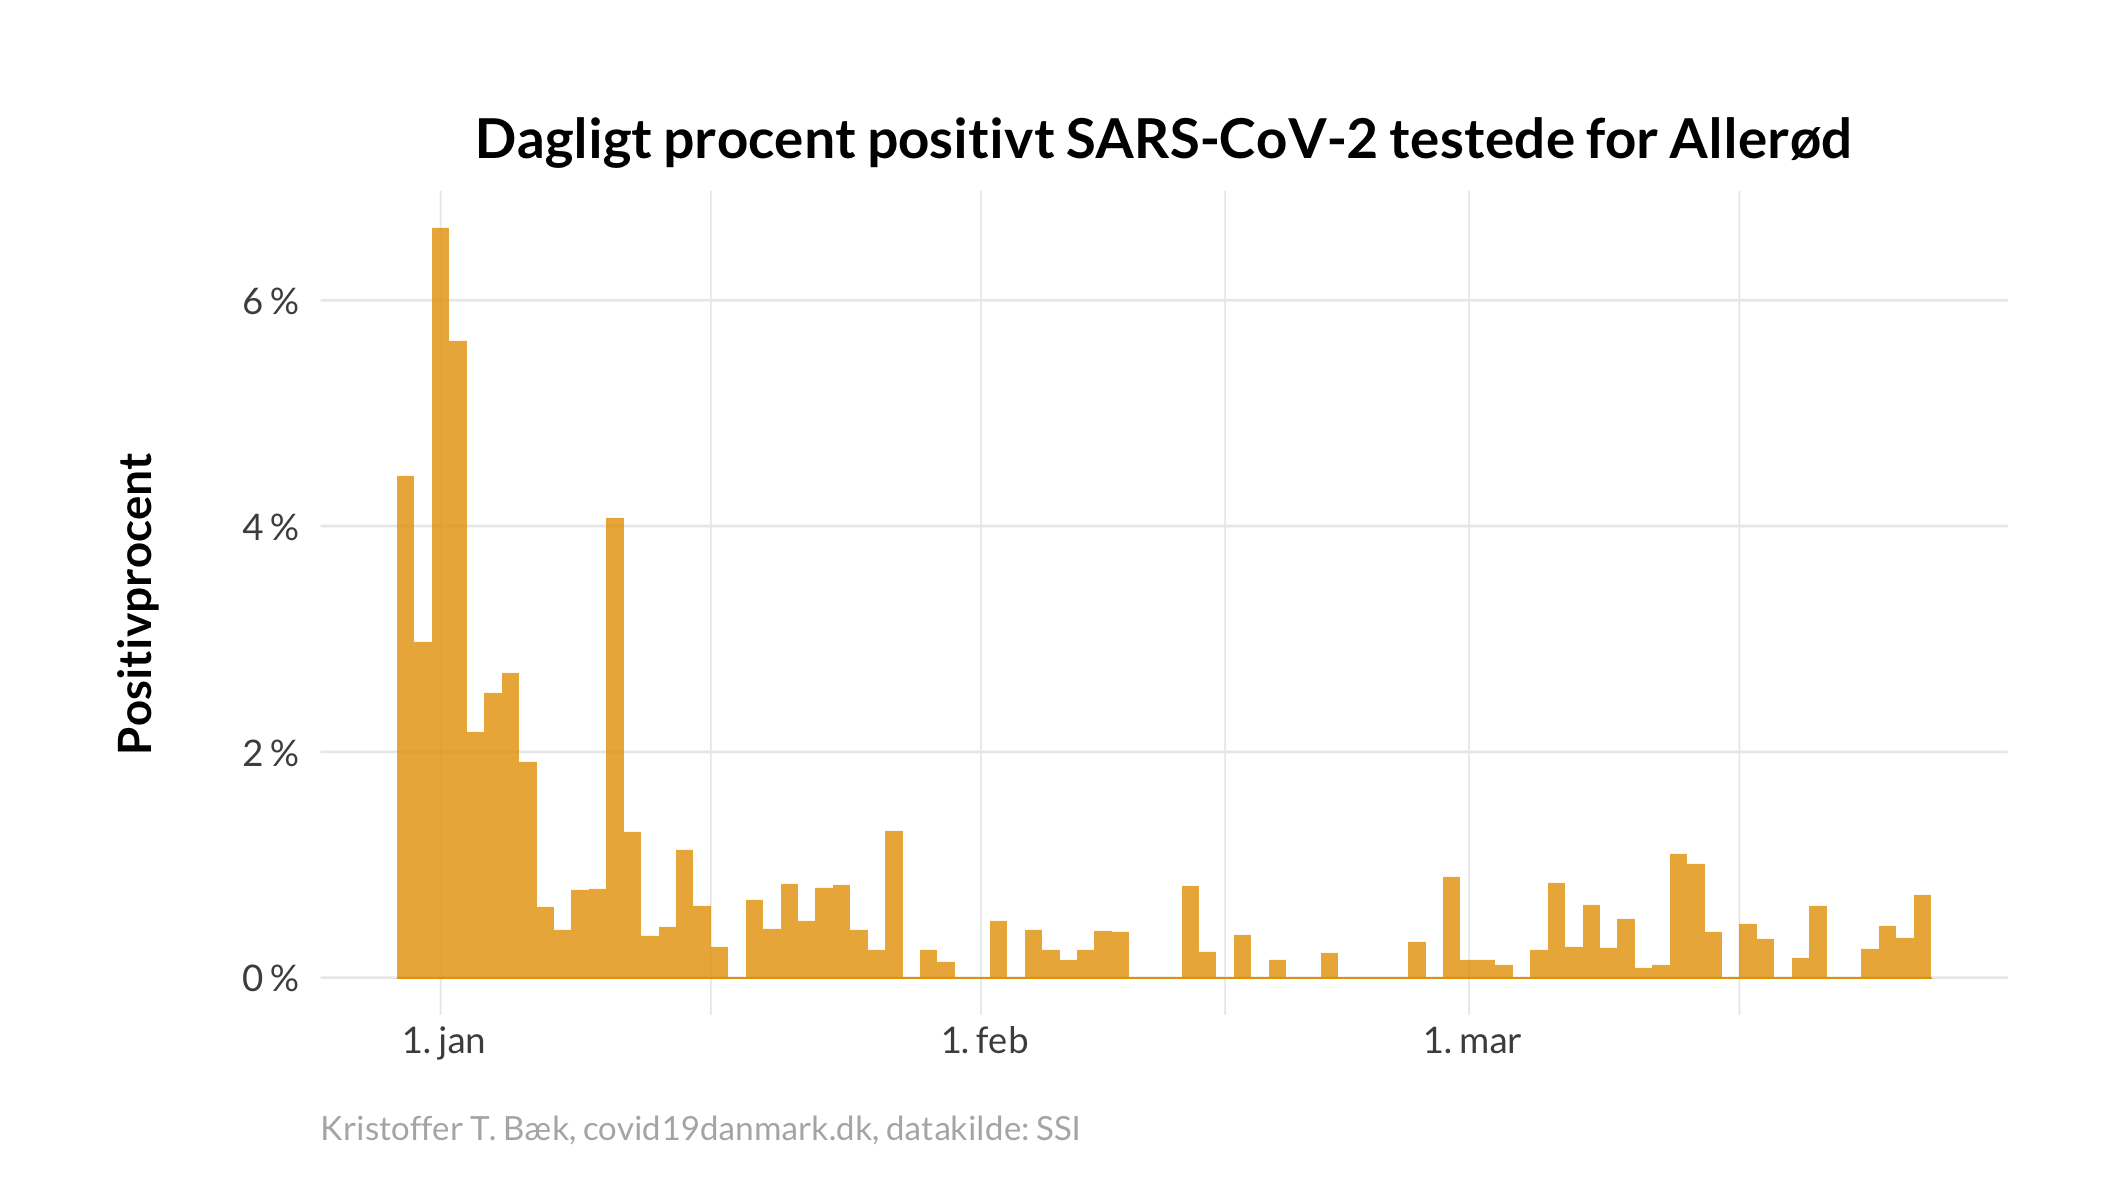 Dagligt procent positivt SARS-CoV-2 testede for Allerød
Positivprocent
6 %
4 %
2 %
0 %
1. jan
1. feb
1. mar
Kristoffer T. Bæk, covid19danmark.dk, datakilde: SSI